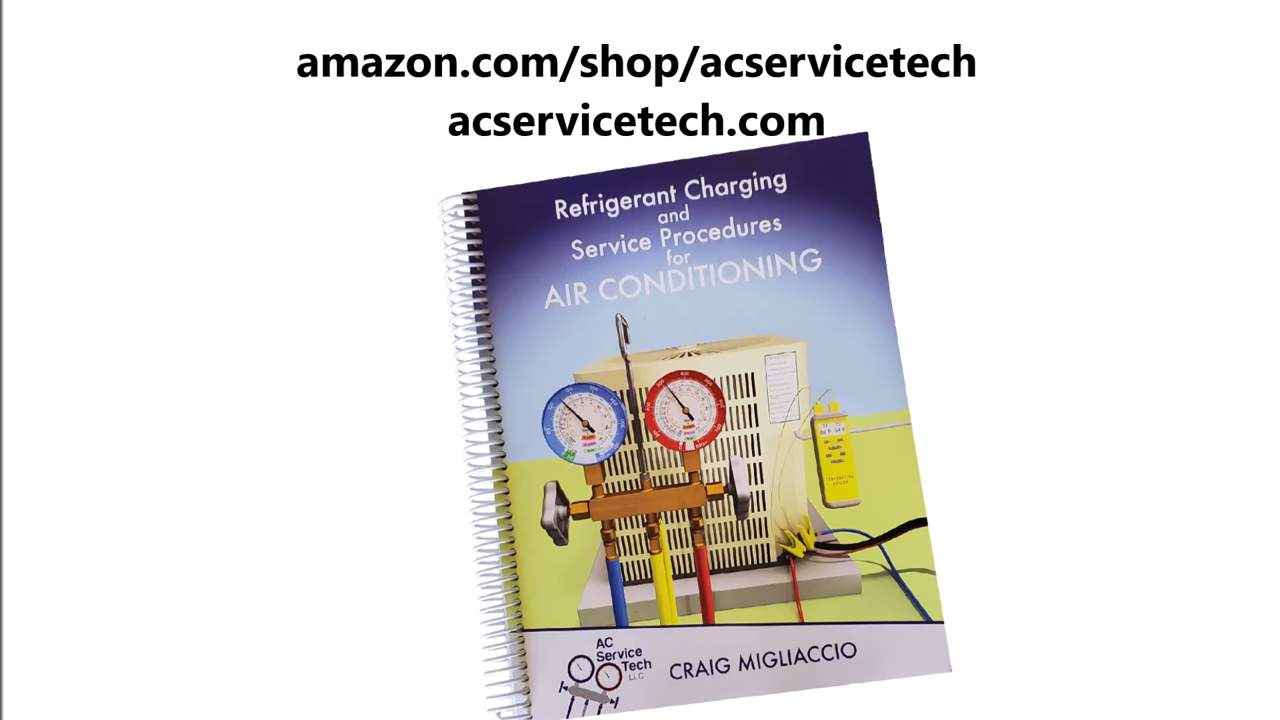 amazon.com/shop/acservicetech
acservicetech.com
Refrigerant Charging
and
Service Procedures
for
AIR CONDITIONING
AC
Service
Tech
LLC
CRAIG MIGLIACCIO